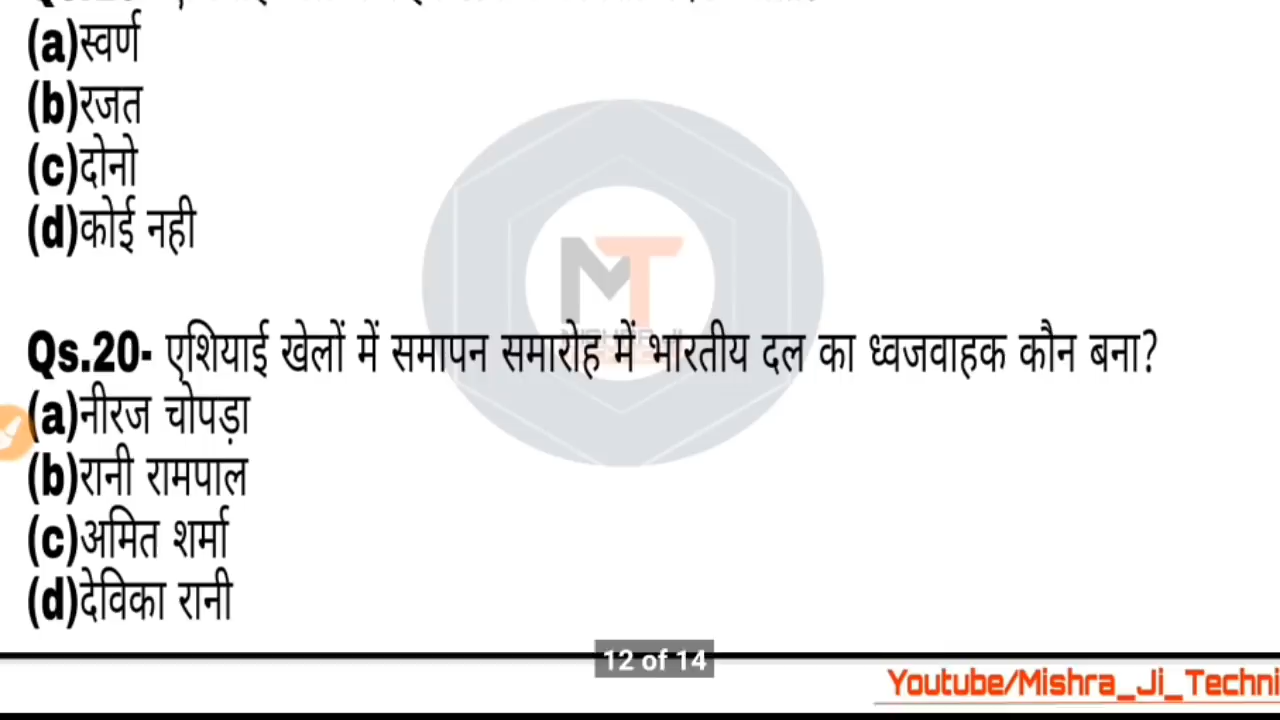 (a)स्वर्ण
(b)रजत
(c)दोनो
(d)कोई नही
Qs.20- एशियाई खेलों में समापन समारोह में भारतीय दल का ध्वजवाहक कौन बना?
(a)नीरज चोपड़ा
(b)रानी रामपाल
(c)अमित शर्मा
(d)देविका रानी
12 of 14
Youtube/Mishra_Ji_Techni